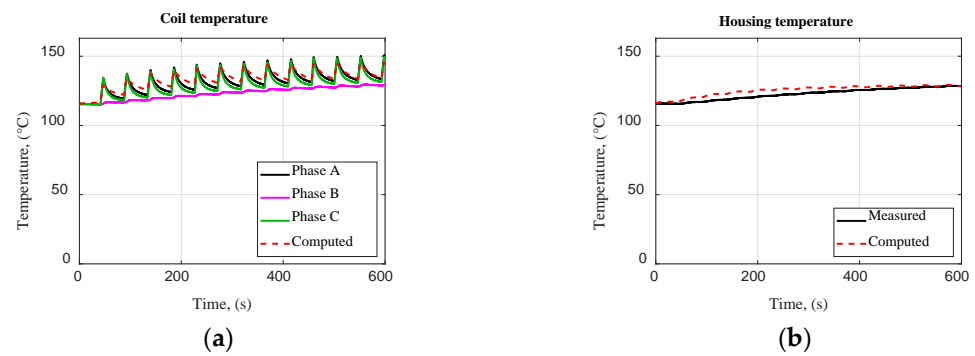 Coil temperature
150
100
50
0
Temperature, (°C)
Phase A
Phase B
Phase C
Computed
0 200 400 600
Time, (s)
(a)
Housing temperature
150
100
50
0
Temperature, (°C)
Measured
Computed
0 200 400 600
Time, (s)
(b)